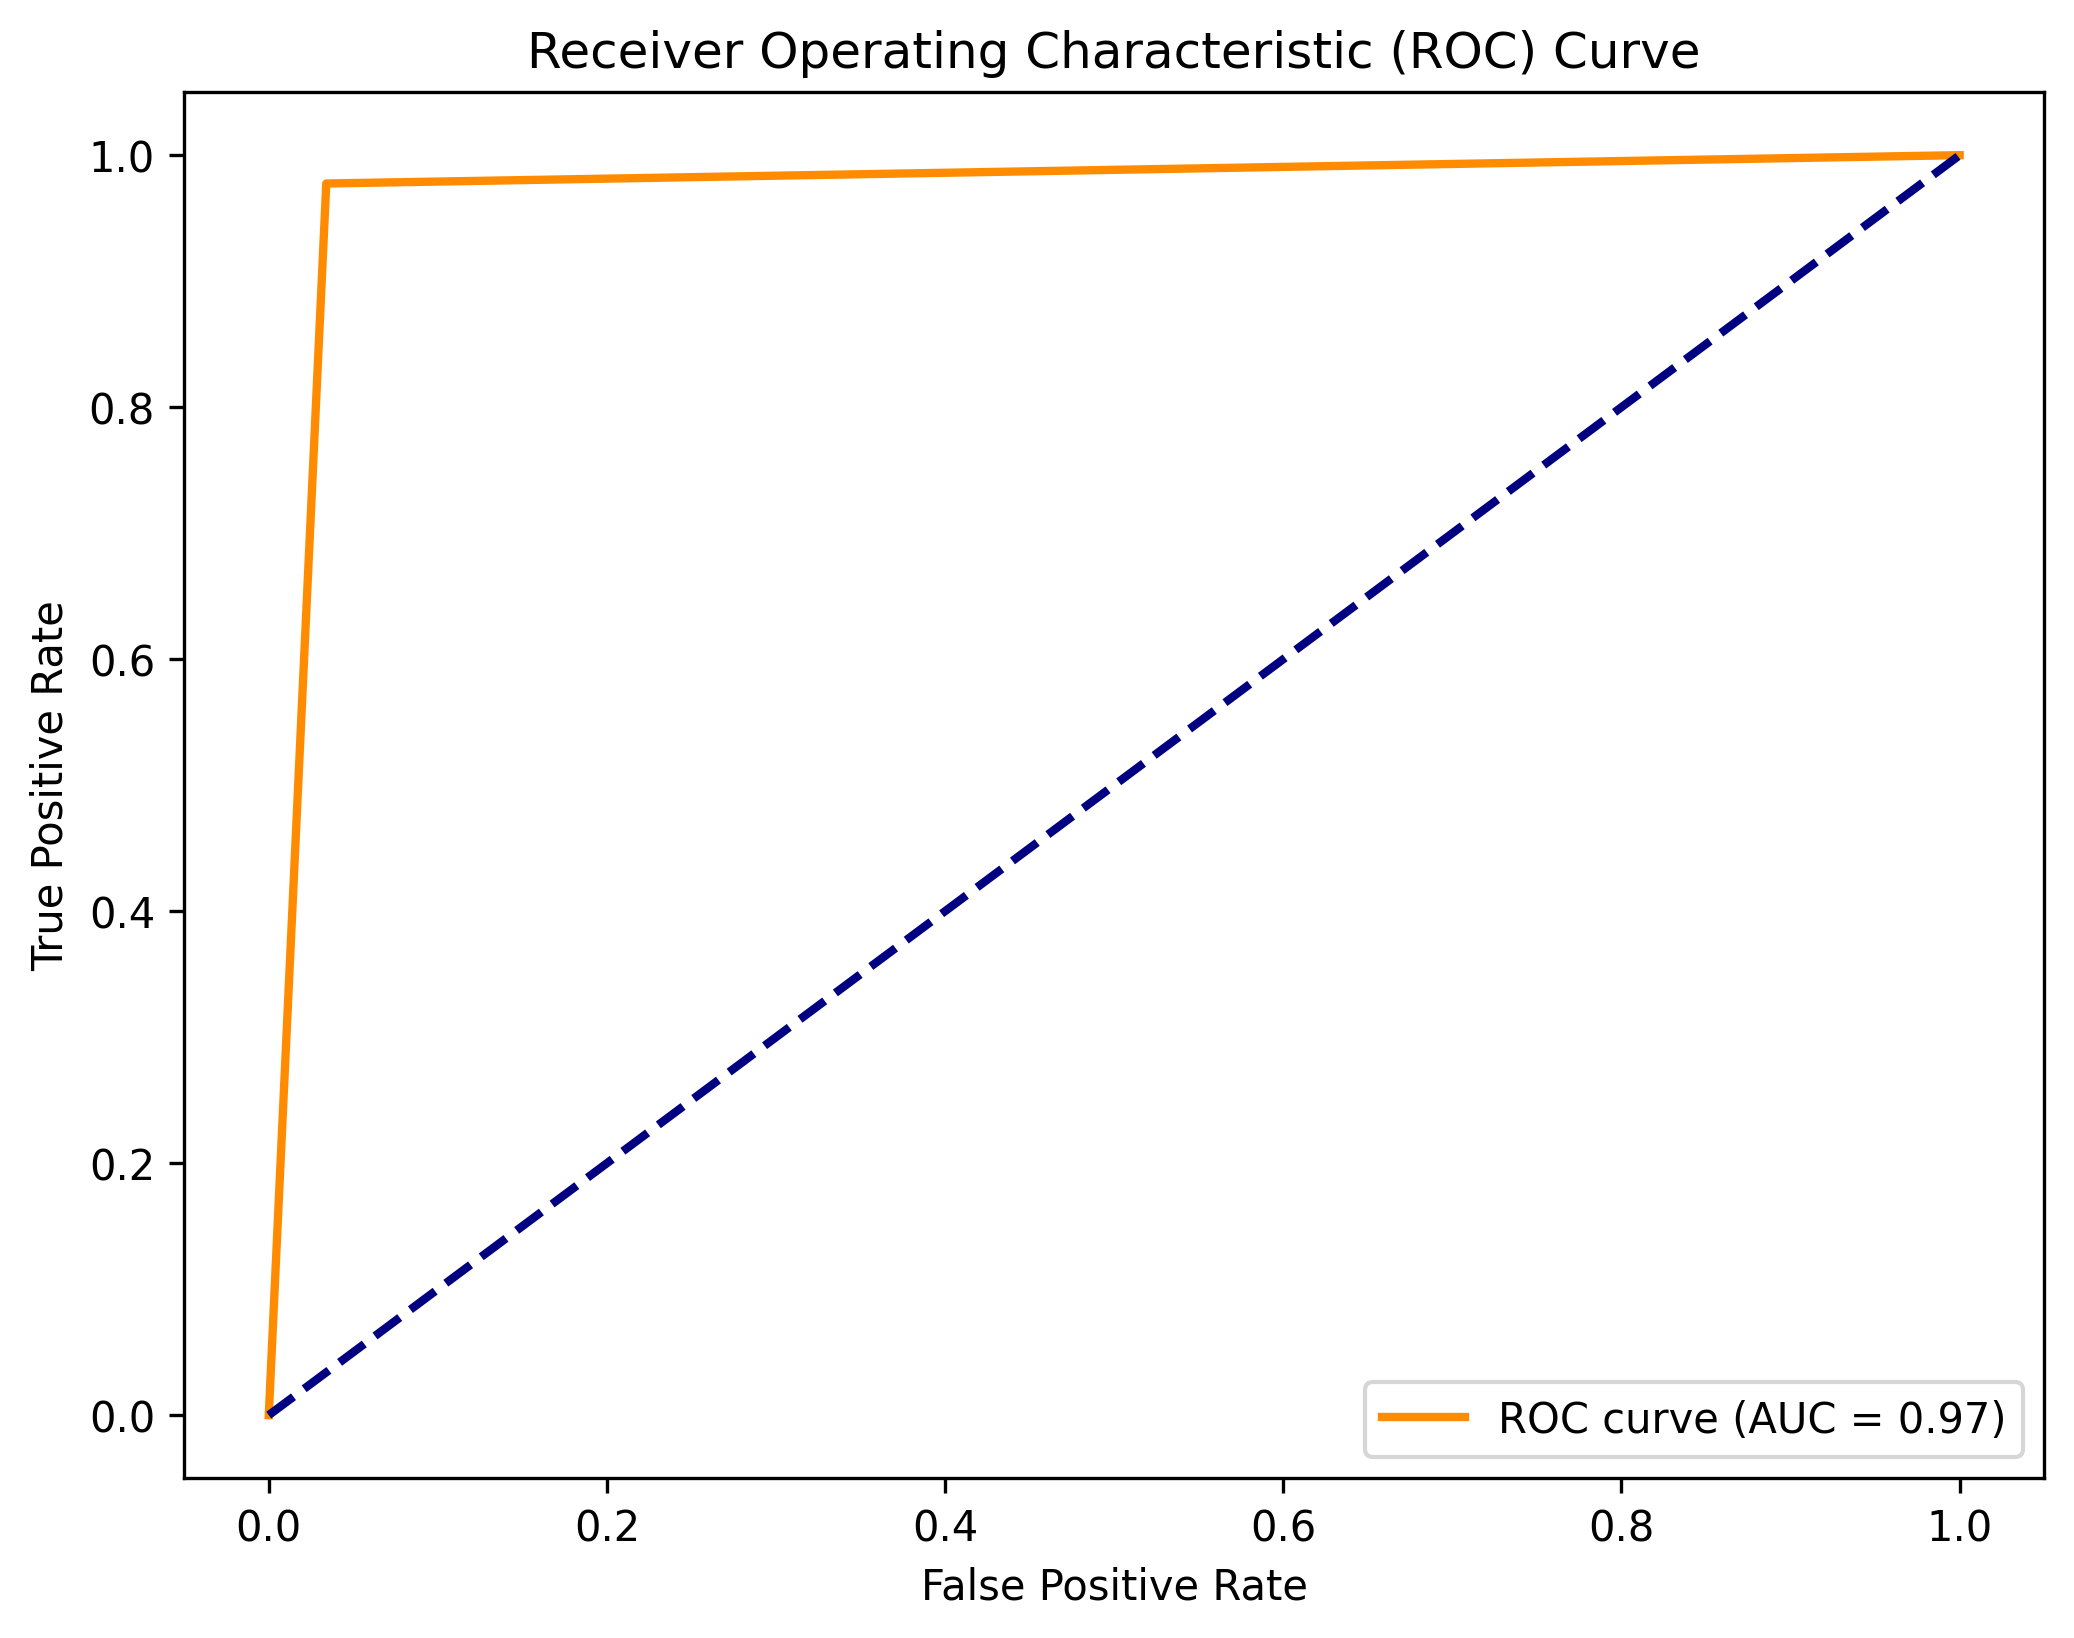 Receiver Operating Characteristic (ROC) Curve
1.0
0.8
0.6
0.4
0.2
0.0
True Positive Rate
ROC curve (AUC = 0.97)
0.0 0.2 0.4 0.6 0.8 1.0
False Positive Rate